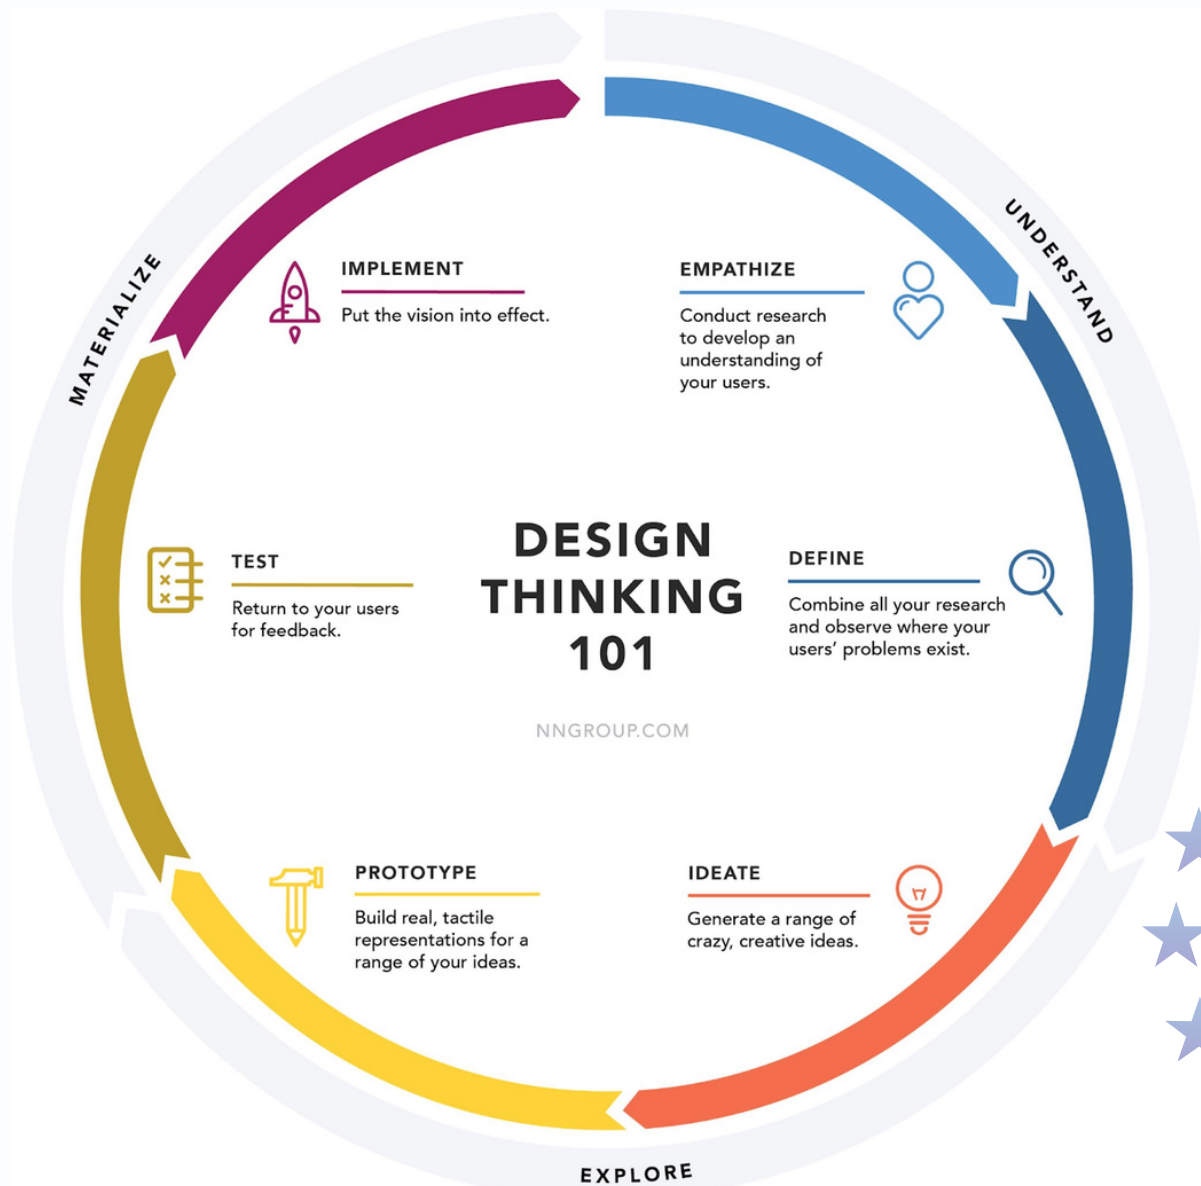 DESIGN
THINKING
101
NNGROUP.COM
UNDERSTAND
EMPATHIZE
Conduct research
to develop an
understanding of
your users.
DEFINE
Combine all your research
and observe where your
users’ problems exist.
EXPLORE
IDEATE
Generate a range of
crazy, creative ideas.
PROTOTYPE
Build real, tactile
representations for a
range of your ideas.
MATERIALIZE
TEST
Return to your users
for feedback.
IMPLEMENT
Put the vision into effect.